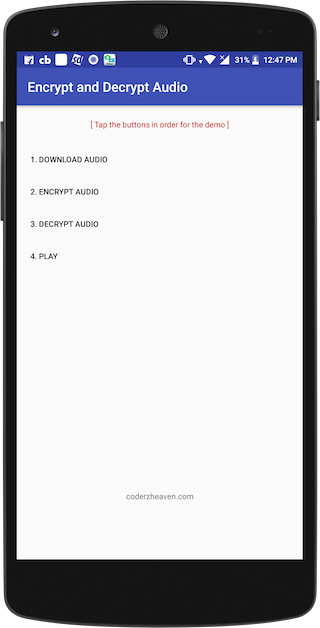 cb 31% 12:47 PM
Encrypt and Decrypt Audio
[ Tap the buttons in order for the demo ]
1. DOWNLOAD AUDIO
2. ENCRYPT AUDIO
3. DECRYPT AUDIO
4. PLAY
coderzheaven.com